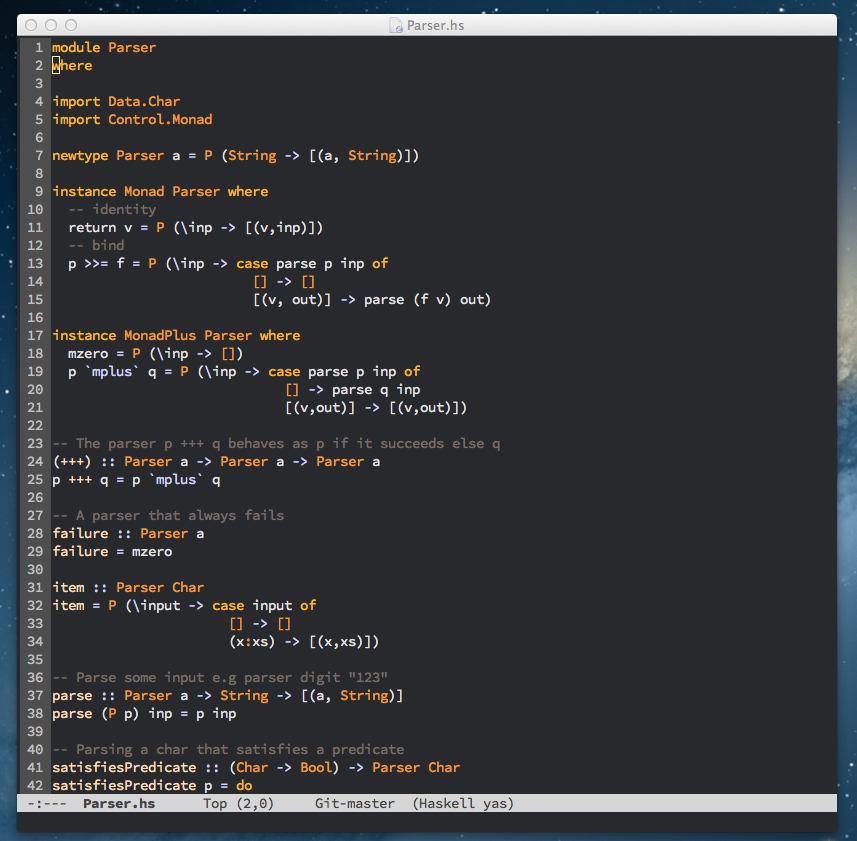 Parser.hs
1 module Parser
2 where
3
4 import Data.Char
5 import Control.Monad
6
7 newtype Parser a = P (String -> [(a, String)])
8
9 instance Monad Parser where
10   -- identity
11   return v = P (\inp -> [(v,inp)])
12   -- bind
13   p >>= f = P (\inp -> case parse p inp of
14                          [] -> []
15                          [(v, out)] -> parse (f v) out)
16
17 instance MonadPlus Parser where
18   mzero = P (\inp -> [])
19   p `mplus` q = P (\inp -> case parse p inp of
20                              [] -> parse q inp
21                              [(v,out)] -> [(v,out)])
22
23 -- The parser p +++ q behaves as p if it succeeds else q
24 (+++) :: Parser a -> Parser a -> Parser a
25 p +++ q = p `mplus` q
26
27 -- A parser that always fails
28 failure :: Parser a
29 failure = mzero
30
31 item :: Parser Char
32 item = P (\input -> case input of
33                       [] -> []
34                       (x:xs) -> [(x,xs)])
35
36 -- Parse some input e.g parser digit "123"
37 parse :: Parser a -> String -> [(a, String)]
38 parse (P p) inp = p inp
39
40 -- Parsing a char that satisfies a predicate
41 satisfiesPredicate :: (Char -> Bool) -> Parser Char
42 satisfiesPredicate p = do
-:---  Parser.hs      Top (2,0)     Git-master  (Haskell yas)